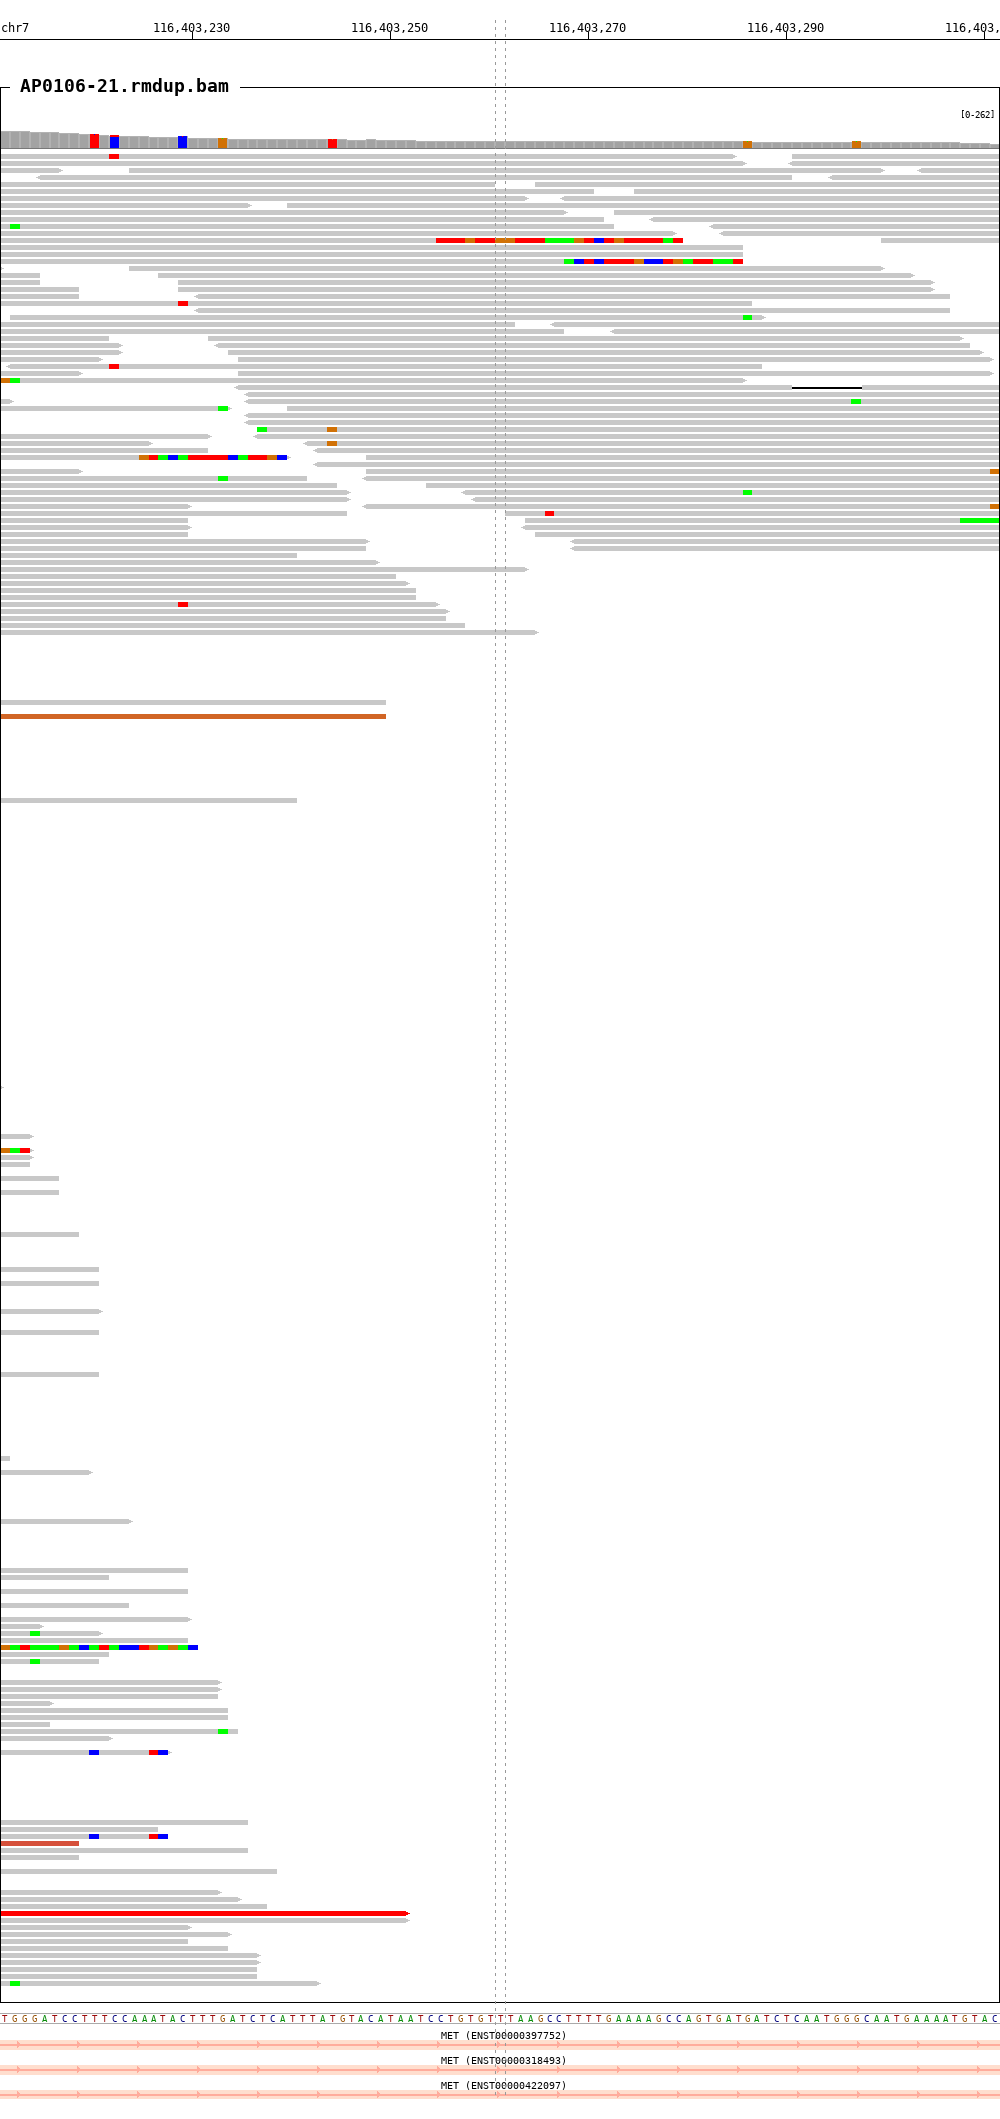 chr7 116,403,230 116,403,250 116,403,270 116,403,290 116,403,
AP0106-21.rmdup.bam
[0-262]
TGGGATCCTTTCCAAATACTTTGATCTCATTTATGTACATAATCCTGTGTTTAAGCCTTTTGAAAAGCCAGTGATGATCTCAATGGGCAATGAAAATGTAC
MET (ENST00000397752)
MET (ENST00000318493)
MET (ENST00000422097)